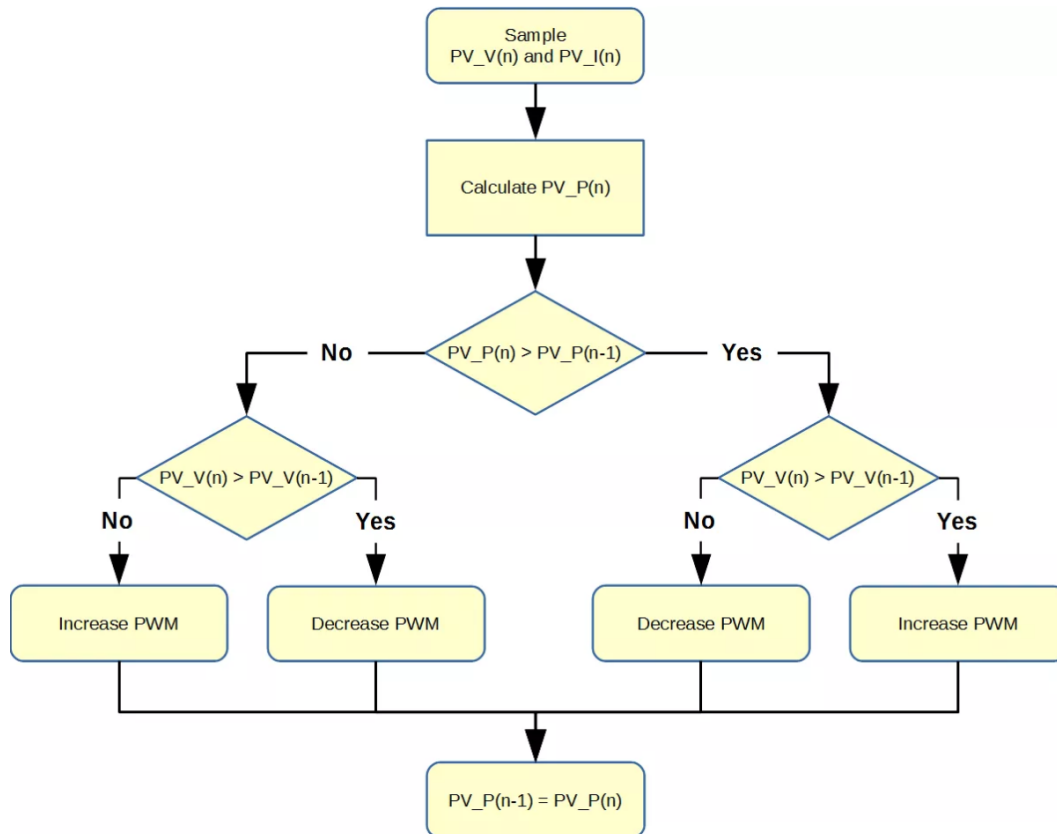 Sample
PV_V(n) and PV_I(n)
Calculate PV_P(n)
PV_P(n) > PV_P(n-1)
No
Yes
PV_V(n) > PV_V(n-1)
PV_V(n) > PV_V(n-1)
No
Yes
No
Yes
Increase PWM
Decrease PWM
Decrease PWM
Increase PWM
PV_P(n-1) = PV_P(n)